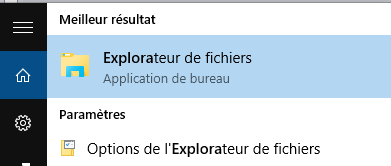 Meilleur résultat
Explorateur de fichiers
Application de bureau
Paramètres
Options de l'Explorateur de fichiers